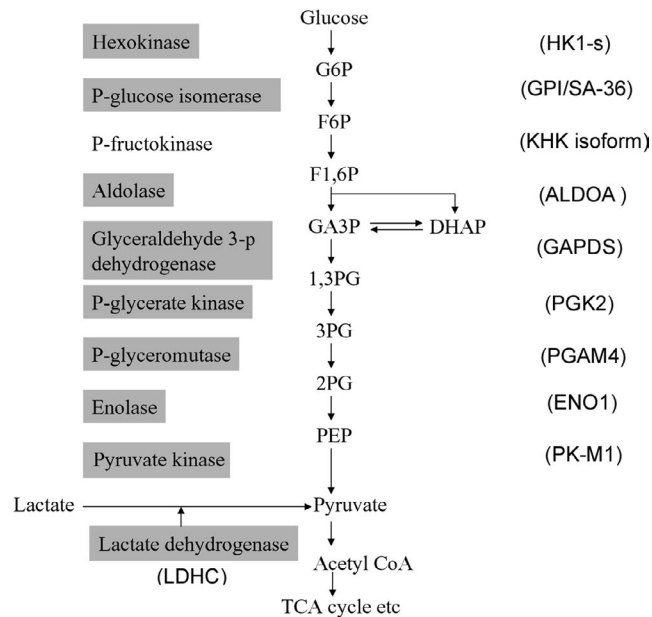 Glucose
Hexokinase (HK1-s)
G6P
P-glucose isomerase (GPI/SA-36)
F6P
P-fructokinase (KHK isoform)
F1,6P
Aldolase (ALDOA )
GA3P DHAP
Glyceraldehyde 3-p
dehydrogenase (GAPDS)
1,3PG
P-glycerate kinase (PGK2)
3PG
P-glyceromutase (PGAM4)
2PG
Enolase (ENO1)
PEP
Pyruvate kinase (PK-M1)
Lactate Pyruvate
Lactate dehydrogenase
(LDHC)
Acetyl CoA
TCA cycle etc